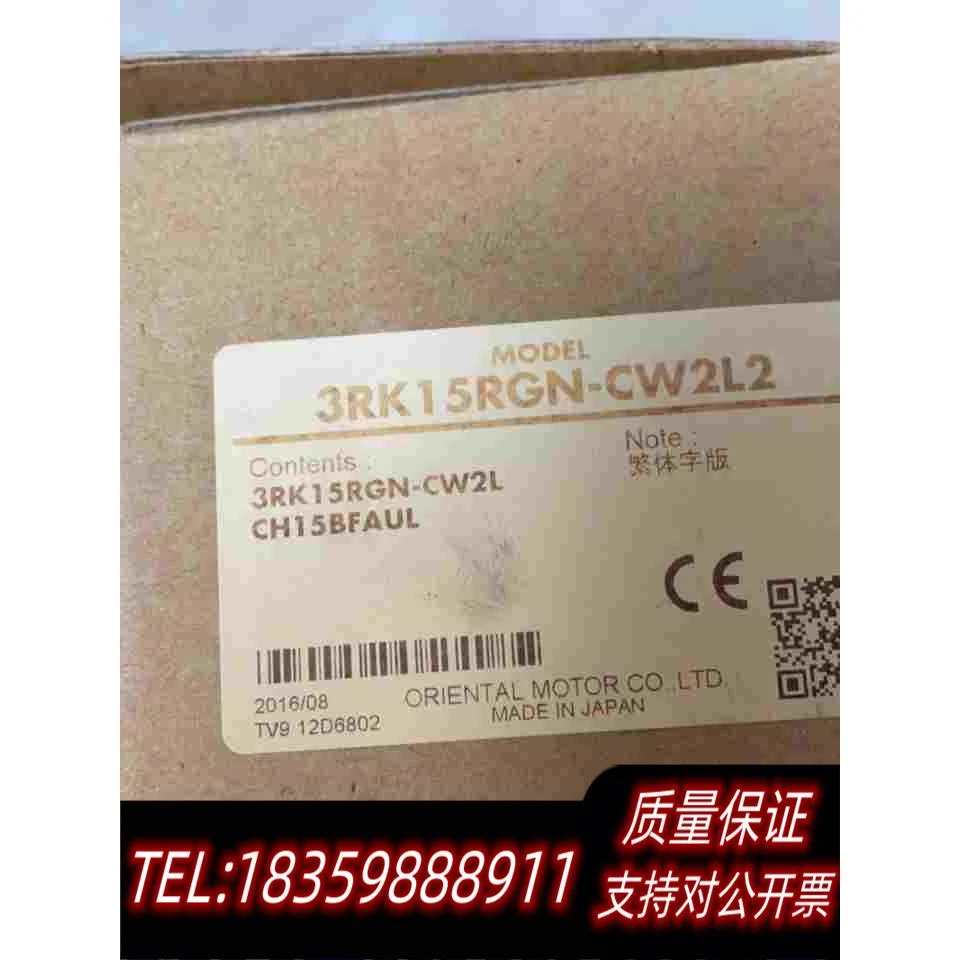 MODEL
3RK15RGN-CW2L2
Contents :
3RK15RGN-CW2L
CH15BFAUL
Note :
繁体字版
CE
2016/08
TV9 12D6802
ORIENTAL MOTOR CO.,LTD.
MADE IN JAPAN
质量保证
TEL:18359888911
支持对公开票